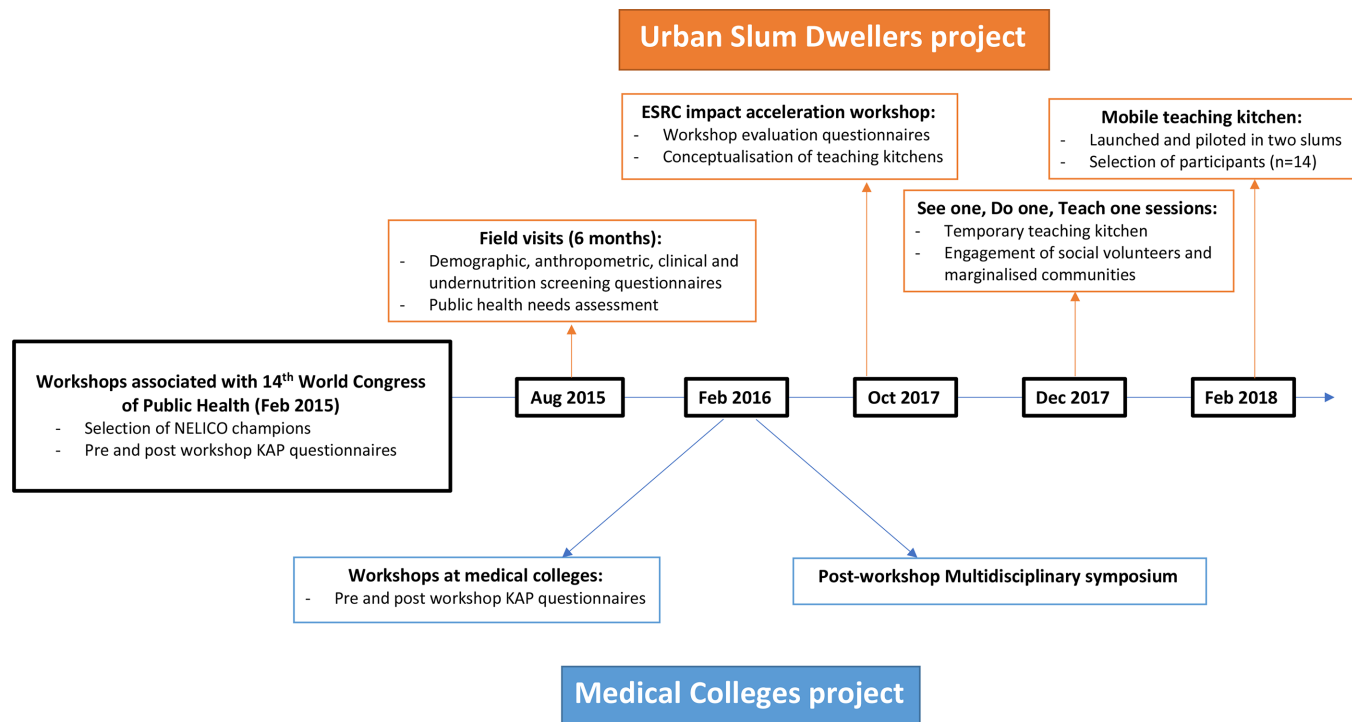 Urban Slum Dwellers project
ESRC impact acceleration workshop:
- Workshop evaluation questionnaires
- Conceptualisation of teaching kitchens
Mobile teaching kitchen:
- Launched and piloted in two slums
- Selection of participants (n=14)
See one, Do one, Teach one sessions:
- Temporary teaching kitchen
- Engagement of social volunteers and
marginalised communities
Field visits (6 months):
- Demographic, anthropometric, clinical and
undernutrition screening questionnaires
- Public health needs assessment
Workshops associated with 14th World Congress
of Public Health (Feb 2015)
- Selection of NELICO champions
- Pre and post workshop KAP questionnaires
Aug 2015
Feb 2016
Oct 2017
Dec 2017
Feb 2018
Workshops at medical colleges:
- Pre and post workshop KAP questionnaires
Post-workshop Multidisciplinary symposium
Medical Colleges project